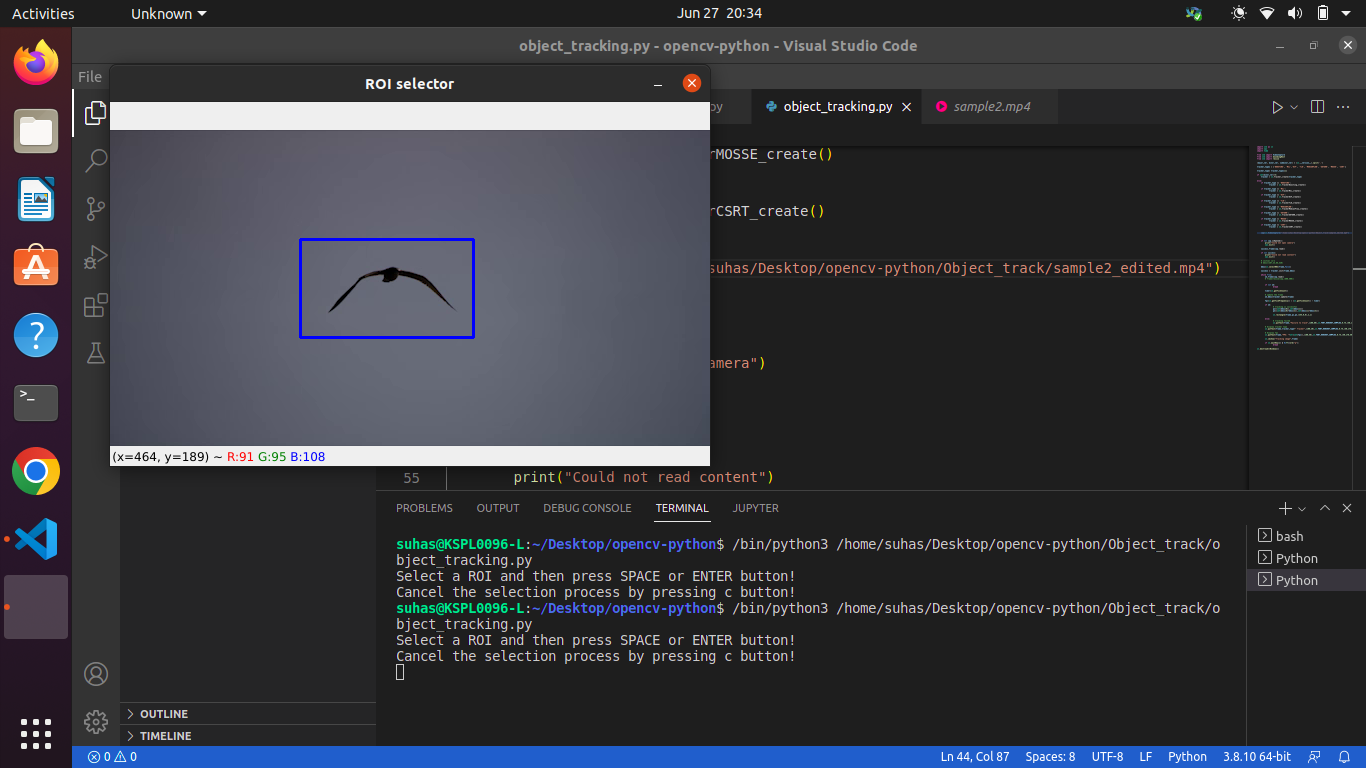 Activities
Unknown
Jun 27 20:34
object_tracking.py - opencv-python - Visual Studio Code
File
ROI selector
py
object_tracking.py
sample2.mp4
rMOSSE_create()
rCSRT_create()
suhas/Desktop/opencv-python/Object_track/sample2_edited.mp4")
amera")
(x=464, y=189) ~ R:91 G:95 B:108
55 print("Could not read content")
PROBLEMS OUTPUT DEBUG CONSOLE TERMINAL JUPYTER
suhas@KSPL0096-L:~/Desktop/opencv-python$ /bin/python3 /home/suhas/Desktop/opencv-python/Object_track/o
bject_tracking.py
Select a ROI and then press SPACE or ENTER button!
Cancel the selection process by pressing c button!
suhas@KSPL0096-L:~/Desktop/opencv-python$ /bin/python3 /home/suhas/Desktop/opencv-python/Object_track/o
bject_tracking.py
Select a ROI and then press SPACE or ENTER button!
Cancel the selection process by pressing c button!
bash
Python
Python
OUTLINE
TIMELINE
0 0
Ln 44, Col 87 Spaces: 8 UTF-8 LF Python 3.8.10 64-bit